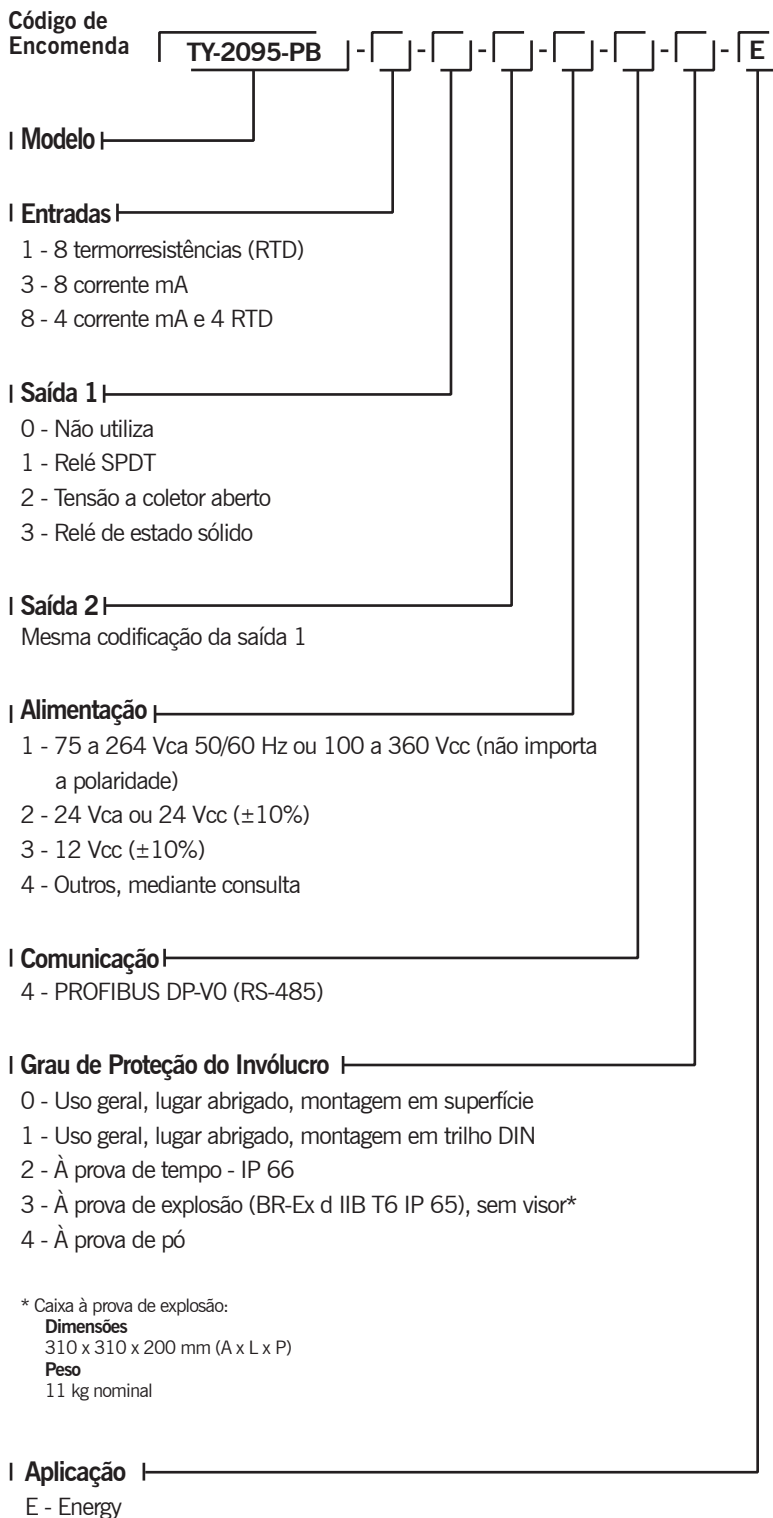 Código de
Encomenda
TY-2095-PB - - - - - - - E
Modelo
Entradas
1 - 8 termorresistências (RTD)
3 - 8 corrente mA
8 - 4 corrente mA e 4 RTD
Saída 1
0 - Não utiliza
1 - Relé SPDT
2 - Tensão a coletor aberto
3 - Relé de estado sólido
Saída 2
Mesma codificação da saída 1
Alimentação
1 - 75 a 264 Vca 50/60 Hz ou 100 a 360 Vcc (não importa
a polaridade)
2 - 24 Vca ou 24 Vcc (±10%)
3 - 12 Vcc (±10%)
4 - Outros, mediante consulta
Comunicação
4 - PROFIBUS DP-V0 (RS-485)
Grau de Proteção do Invólucro
0 - Uso geral, lugar abrigado, montagem em superfície
1 - Uso geral, lugar abrigado, montagem em trilho DIN
2 - À prova de tempo - IP 66
3 - À prova de explosão (BR-Ex d IIB T6 IP 65), sem visor*
4 - À prova de pó
* Caixa à prova de explosão:
Dimensões
310 x 310 x 200 mm (A x L x P)
Peso
11 kg nominal
Aplicação
E - Energy